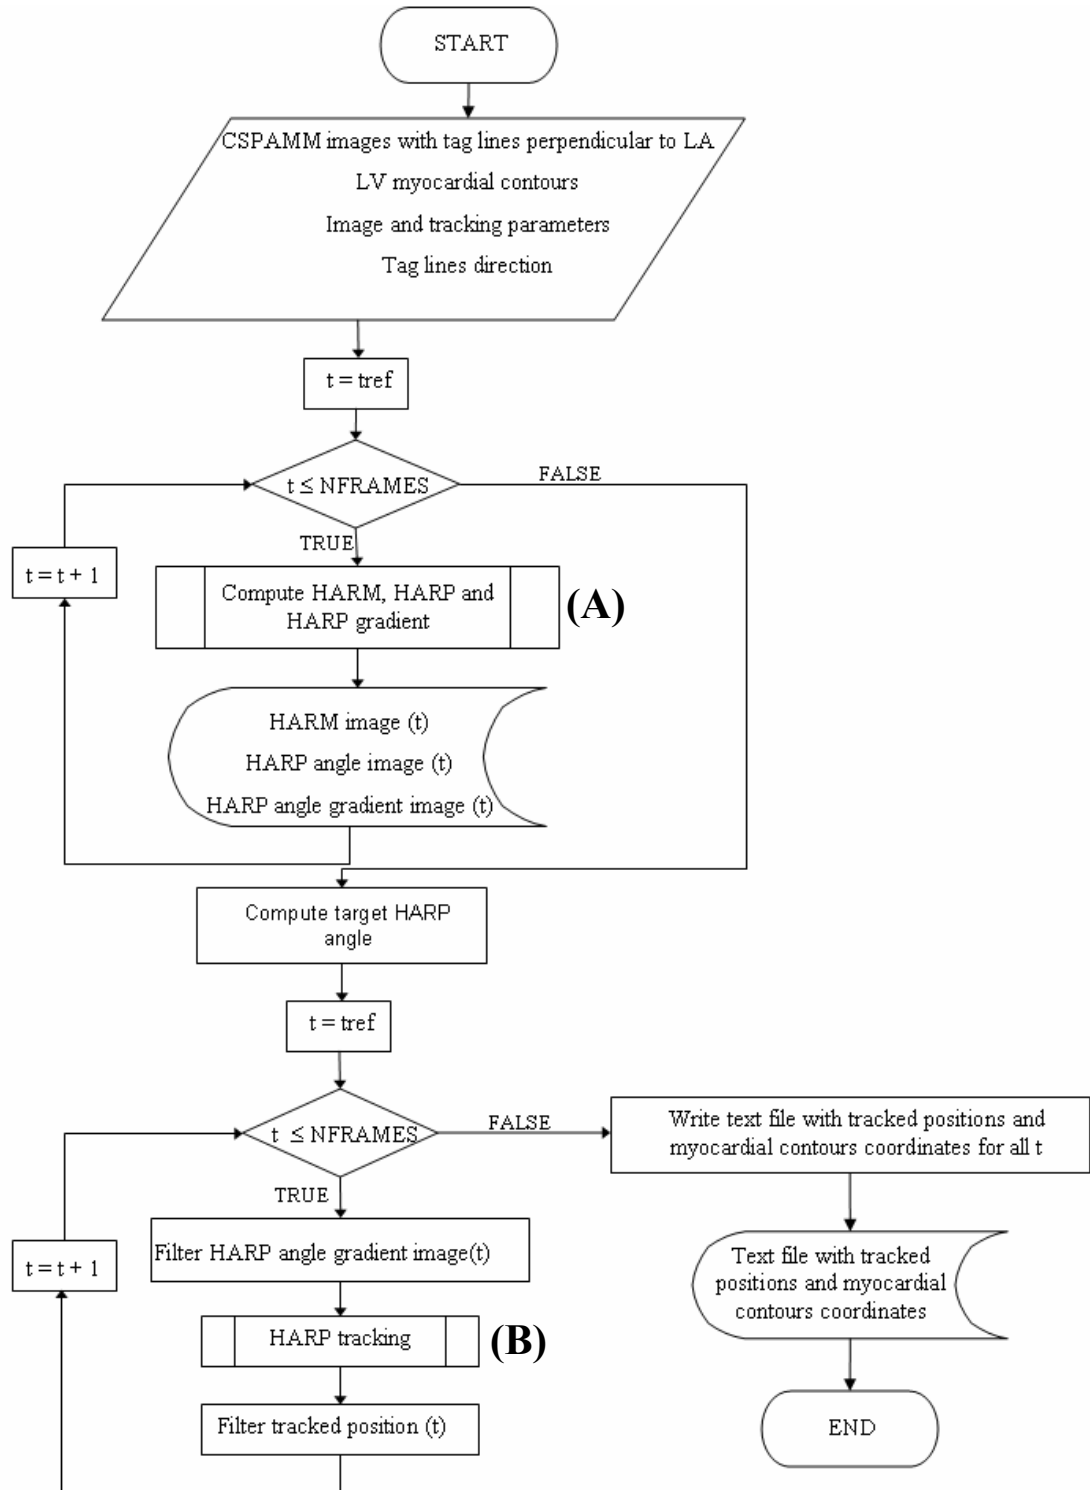 START
CSPAMM images with tag lines perpendicular to LA
LV myocardial contours
Image and tracking parameters
Tag lines direction
t = tref
t ≤ NFRAMES
FALSE
TRUE
t = t + 1
Compute HARM, HARP and
HARP gradient
(A)
HARM image (t)
HARP angle image (t)
HARP angle gradient image (t)
Compute target HARP
angle
t = tref
t ≤ NFRAMES
FALSE
Write text file with tracked positions and
myocardial contours coordinates for all t
TRUE
Filter HARP angle gradient image(t)
t = t + 1
Text file with tracked
positions and myocardial
contours coordinates
HARP tracking
(B)
Filter tracked position (t)
END